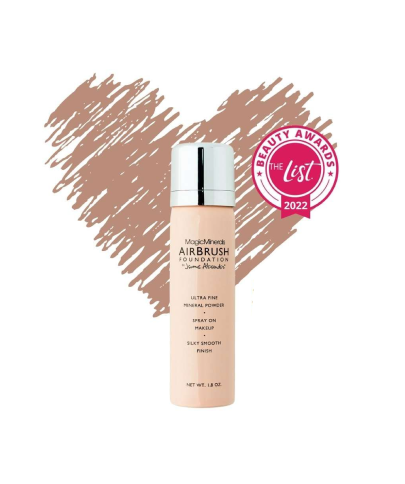 BEAUTY AWARDS
THE
List.
2022
MagicMinerals
AIRBRUSH
FOUNDATION
by Jerome Alexander
ULTRA FINE
MINERAL POWDER
•
SPRAY ON
MAKEUP
•
SILKY SMOOTH
FINISH
NET WT. 1.8 OZ.